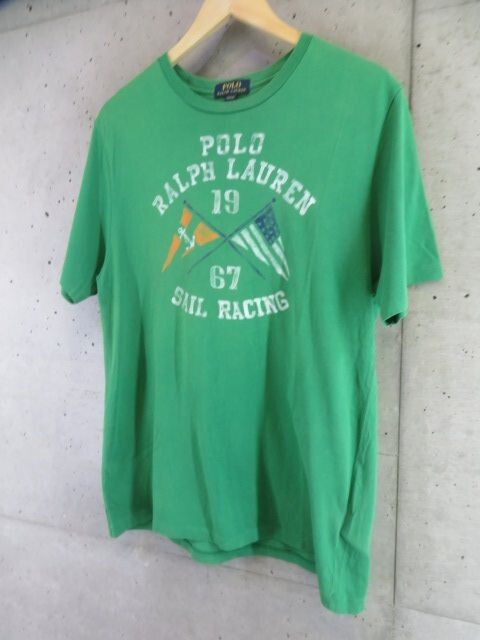 POLO
RALPH LAUREN
POLO
RALPH LAUREN
19
67
SAIL RACING